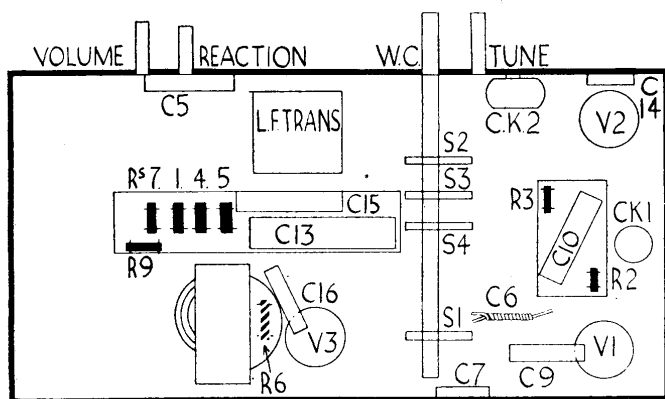 VOLUME REACTION W.C. TUNE
C5
C.K.2
C
14
L.F.TRANS.
V2
S2
Rs 7. 1. 4. 5
S3
R3
C15
C13
S4
C10
CK1
R9
R2
C16
C6
S1
V3
V1
R6
C7
C9